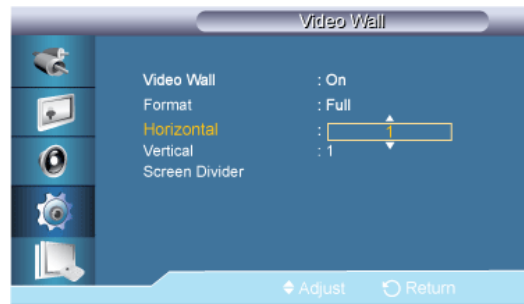 Video Wall
Video Wall : On
Format : Full
Horizontal : 1
Vertical : 1
Screen Divider
Adjust Return